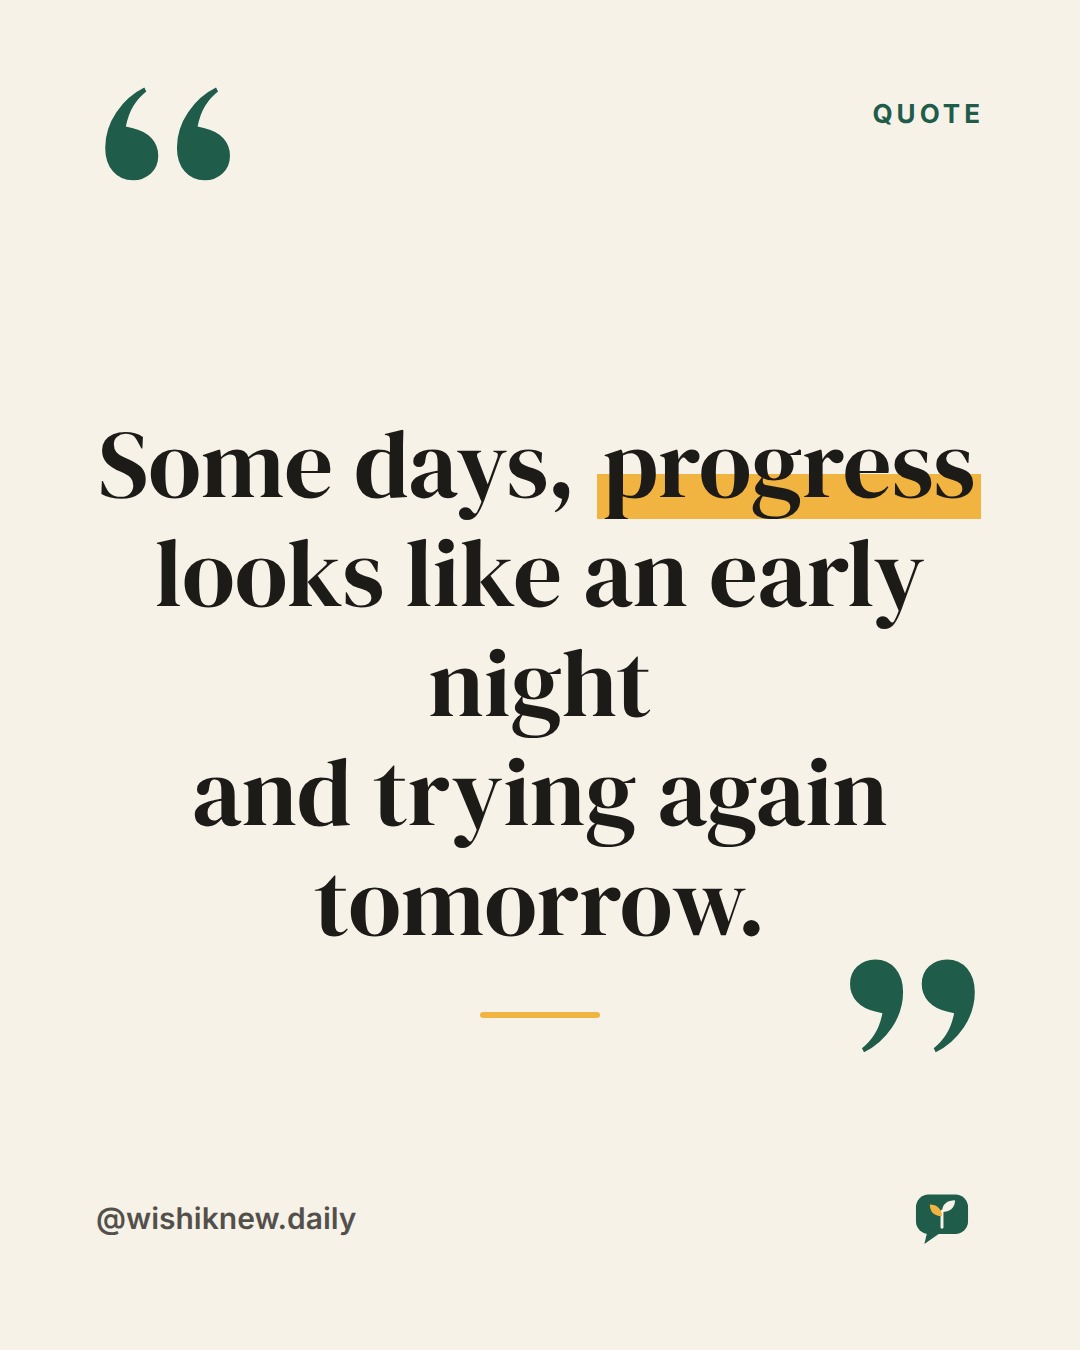 “
QUOTE
Some days, progress
looks like an early
night
and trying again
tomorrow.
”
@wishiknew.daily